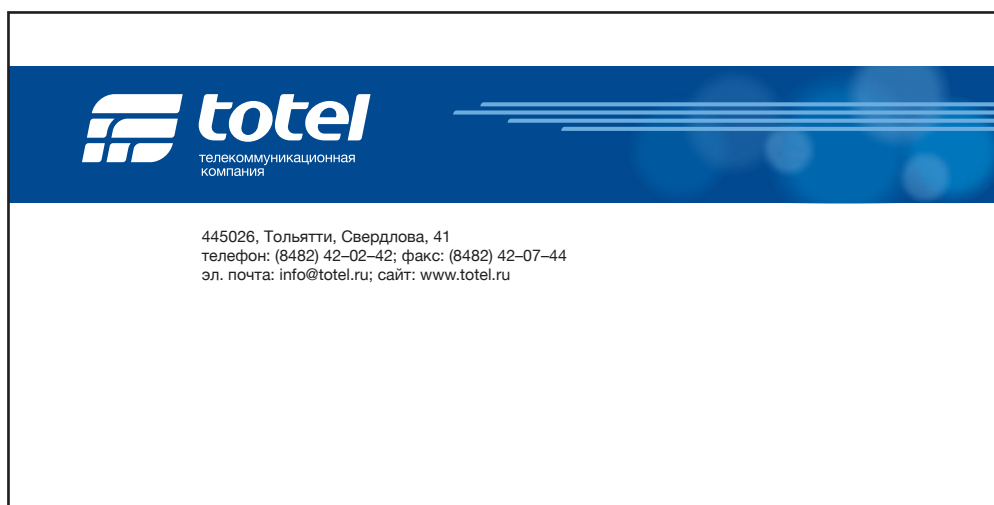 totel
телекоммуникационная
компания
445026, Тольятти, Свердлова, 41
телефон: (8482) 42–02–42; факс: (8482) 42–07–44
эл. почта: info@totel.ru; сайт: www.totel.ru